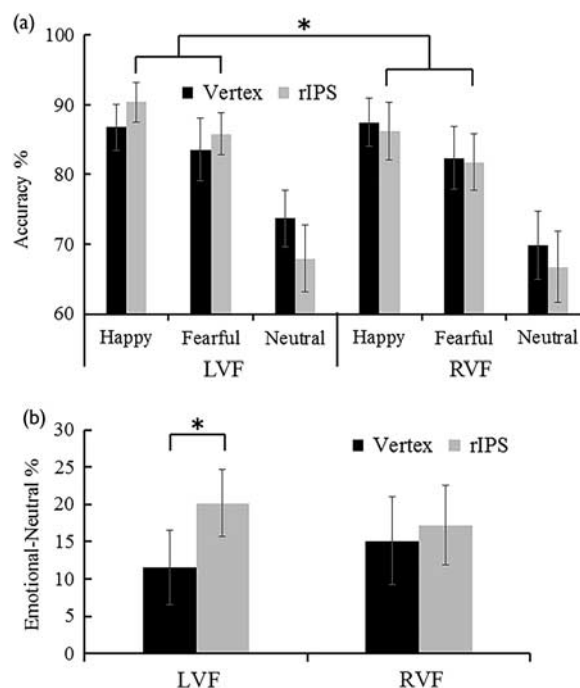 (a)
*
Vertex rIPS
Accuracy %
100
90
80
70
60
Happy Fearful Neutral Happy Fearful Neutral
LVF RVF
(b)
*
Vertex rIPS
Emotional-Neutral %
30
25
20
15
10
5
0
LVF RVF